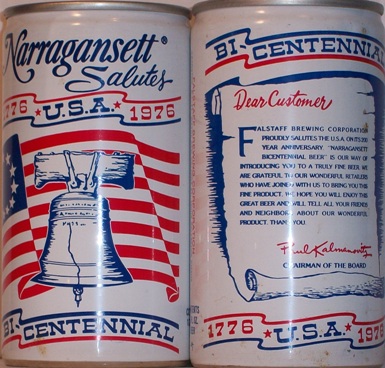 Narragansett®
Salutes
1776 U.S.A. 1976
BI-CENTENNIAL
BI-CENTENNIAL
Dear Customer
FALSTAFF BREWING CORPORATION
PROUDLY SALUTES THE U.S.A. ON ITS 200
YEAR ANNIVERSARY. "NARRAGANSETT
BICENTENNIAL BEER" IS OUR WAY OF
INTRODUCING YOU TO A TRULY FINE BEER. WE
ARE GRATEFUL TO OUR WONDERFUL RETAILERS
WHO HAVE JOINED WITH US TO BRING YOU THIS
FINE PRODUCT. WE HOPE YOU WILL ENJOY THIS
GREAT BEER AND WILL TELL ALL YOUR FRIENDS
AND NEIGHBORS ABOUT OUR WONDERFUL
PRODUCT. THANK YOU.
Paul Kalmanovitz
CHAIRMAN OF THE BOARD
1776 U.S.A. 1976